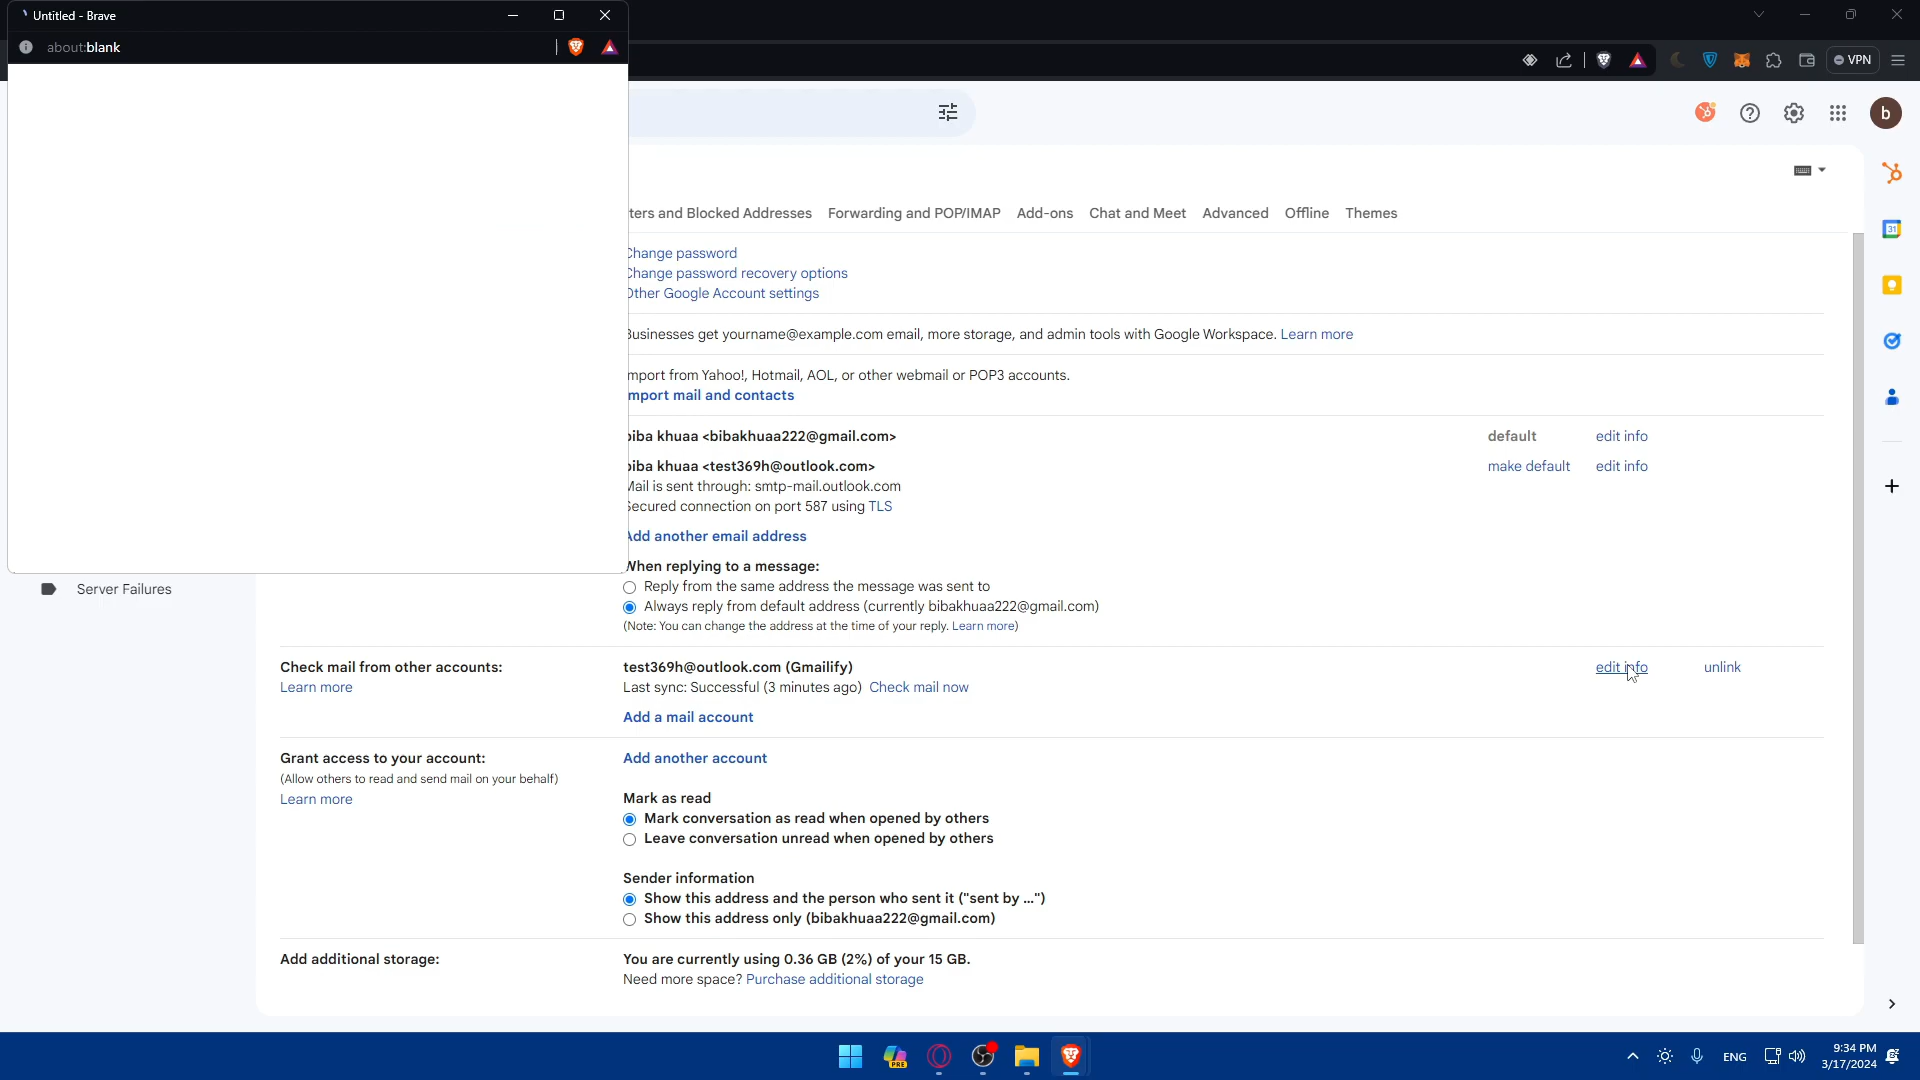 Untitled - Brave
about:blank
VPN
b
ters and Blocked Addresses Forwarding and POP/IMAP Add-ons Chat and Meet Advanced Offline Themes
Change password
Change password recovery options
Other Google Account settings
Businesses get yourname@example.com email, more storage, and admin tools with Google Workspace. Learn more
mport from Yahoo!, Hotmail, AOL, or other webmail or POP3 accounts.
mport mail and contacts
biba khuaa <bibakhuaa222@gmail.com> default edit info
biba khuaa <test369h@outlook.com> make default edit info
Mail is sent through: smtp-mail.outlook.com
Secured connection on port 587 using TLS
Add another email address
When replying to a message:
Reply from the same address the message was sent to
Always reply from default address (currently bibakhuaa222@gmail.com)
(Note: You can change the address at the time of your reply. Learn more)
Server Failures
Check mail from other accounts: test369h@outlook.com (Gmailify) edit info unlink
Learn more Last sync: Successful (3 minutes ago) Check mail now
Add a mail account
Grant access to your account: Add another account
(Allow others to read and send mail on your behalf)
Learn more
Mark as read
Mark conversation as read when opened by others
Leave conversation unread when opened by others
Sender information
Show this address and the person who sent it ("sent by ...")
Show this address only (bibakhuaa222@gmail.com)
Add additional storage: You are currently using 0.36 GB (2%) of your 15 GB.
Need more space? Purchase additional storage
31
PRE
ENG
9:34 PM
3/17/2024